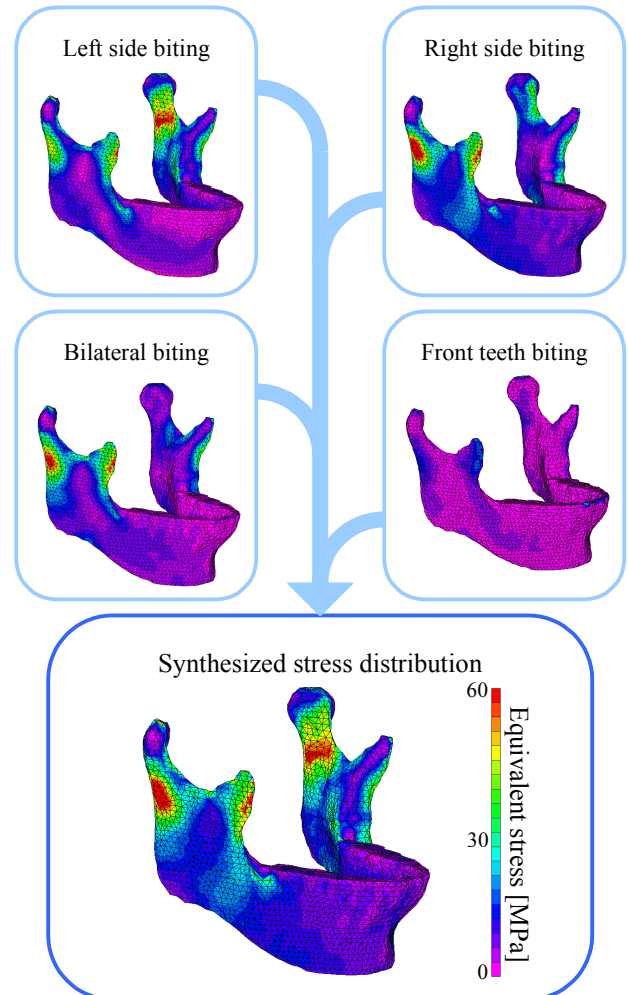 Left side biting
Right side biting
Bilateral biting
Front teeth biting
Synthesized stress distribution
60
30
0
Equivalent stress [MPa]